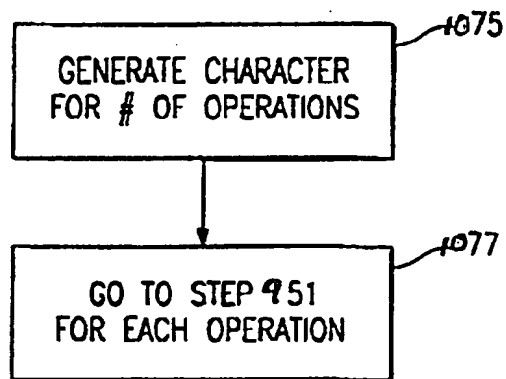 1075
GENERATE CHARACTER
FOR # OF OPERATIONS
1077
GO TO STEP 951
FOR EACH OPERATION